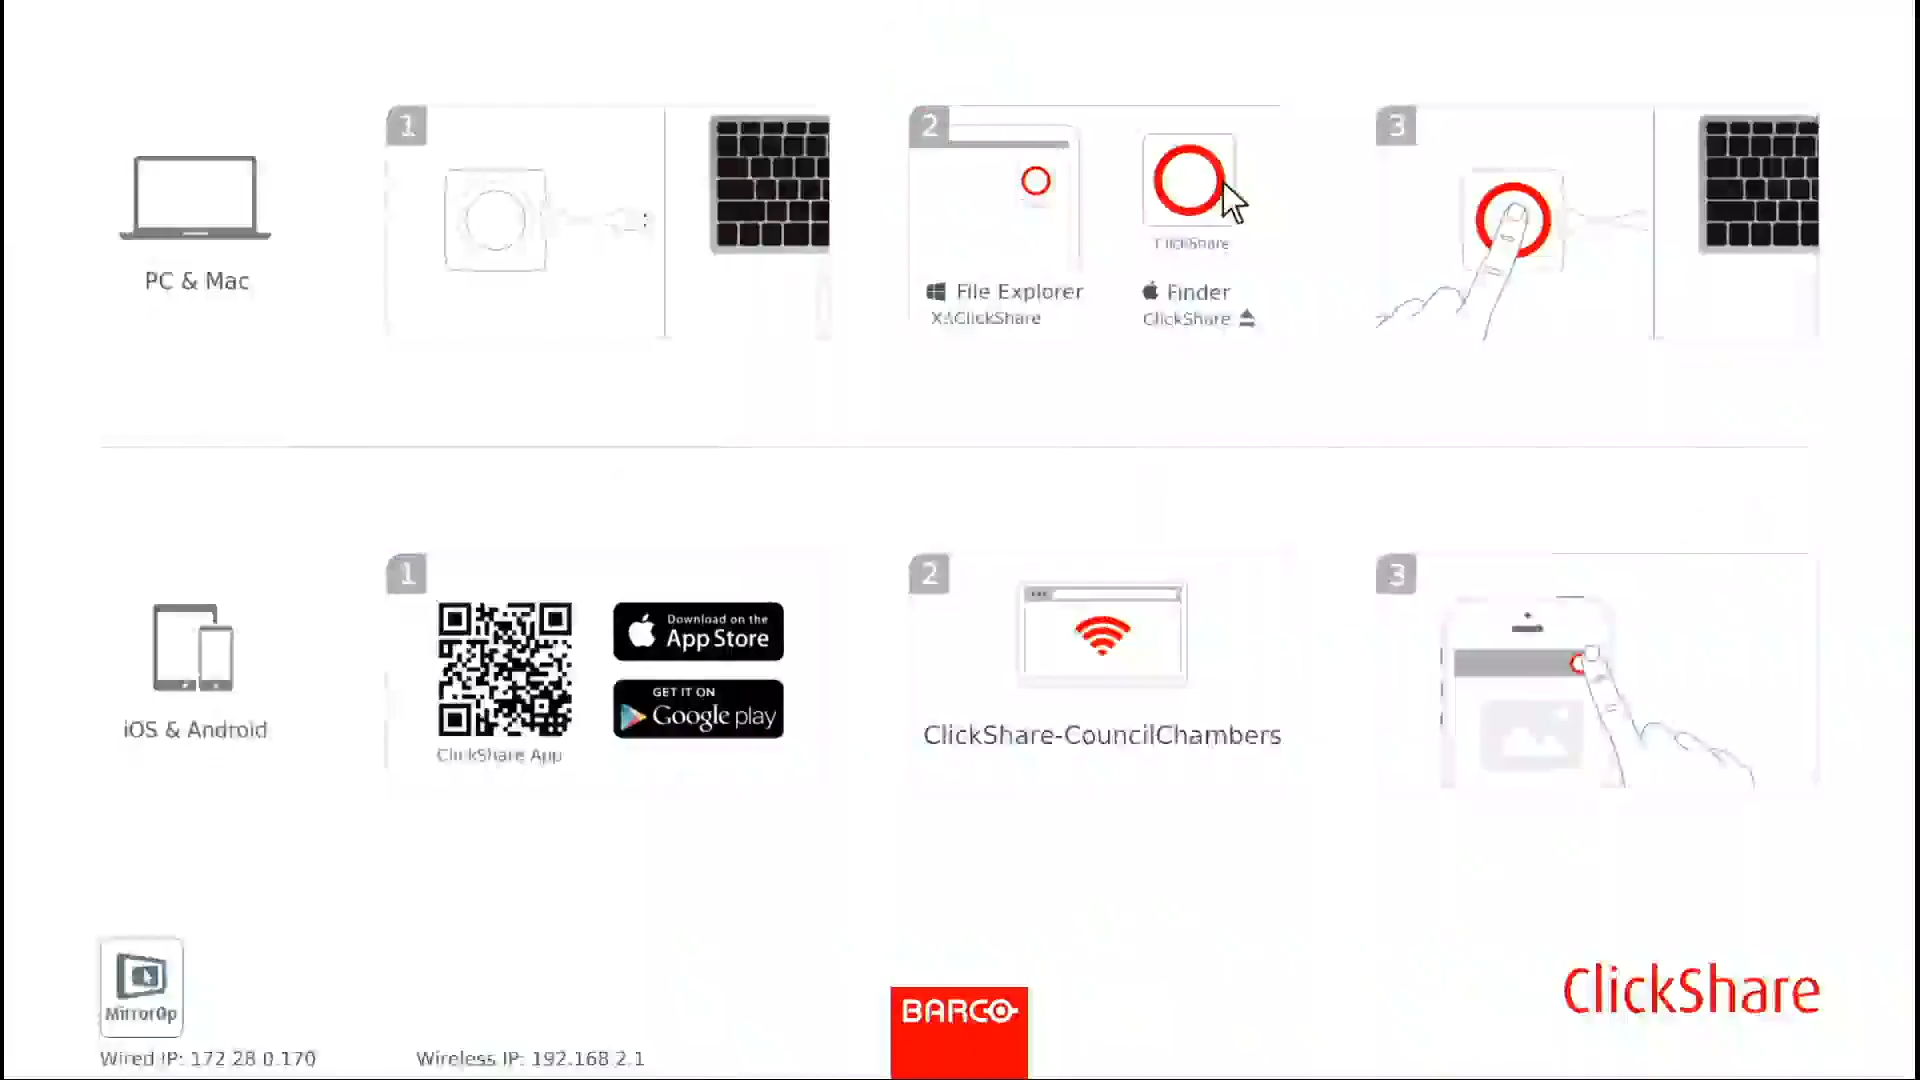 1
2
3
ClickShare
PC & Mac
File Explorer
X:\ClickShare
Finder
ClickShare
1
2
3
Download on the
App Store
GET IT ON
Google play
ClickShare App
iOS & Android
ClickShare-CouncilChambers
MirrorOp
BARCO
ClickShare
Wired IP: 172.28.0.170
Wireless IP: 192.168.2.1